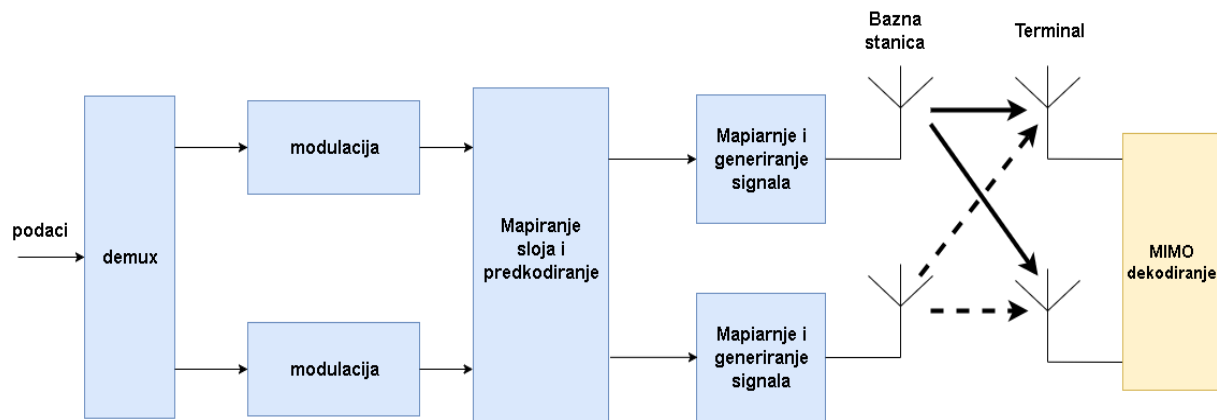 Bazna
stanica
Terminal
podaci
demux
modulacija
modulacija
Mapiranje
sloja i
predkodiranje
Mapiarnje i
generiranje
signala
Mapiarnje i
generiranje
signala
MIMO
dekodiranje